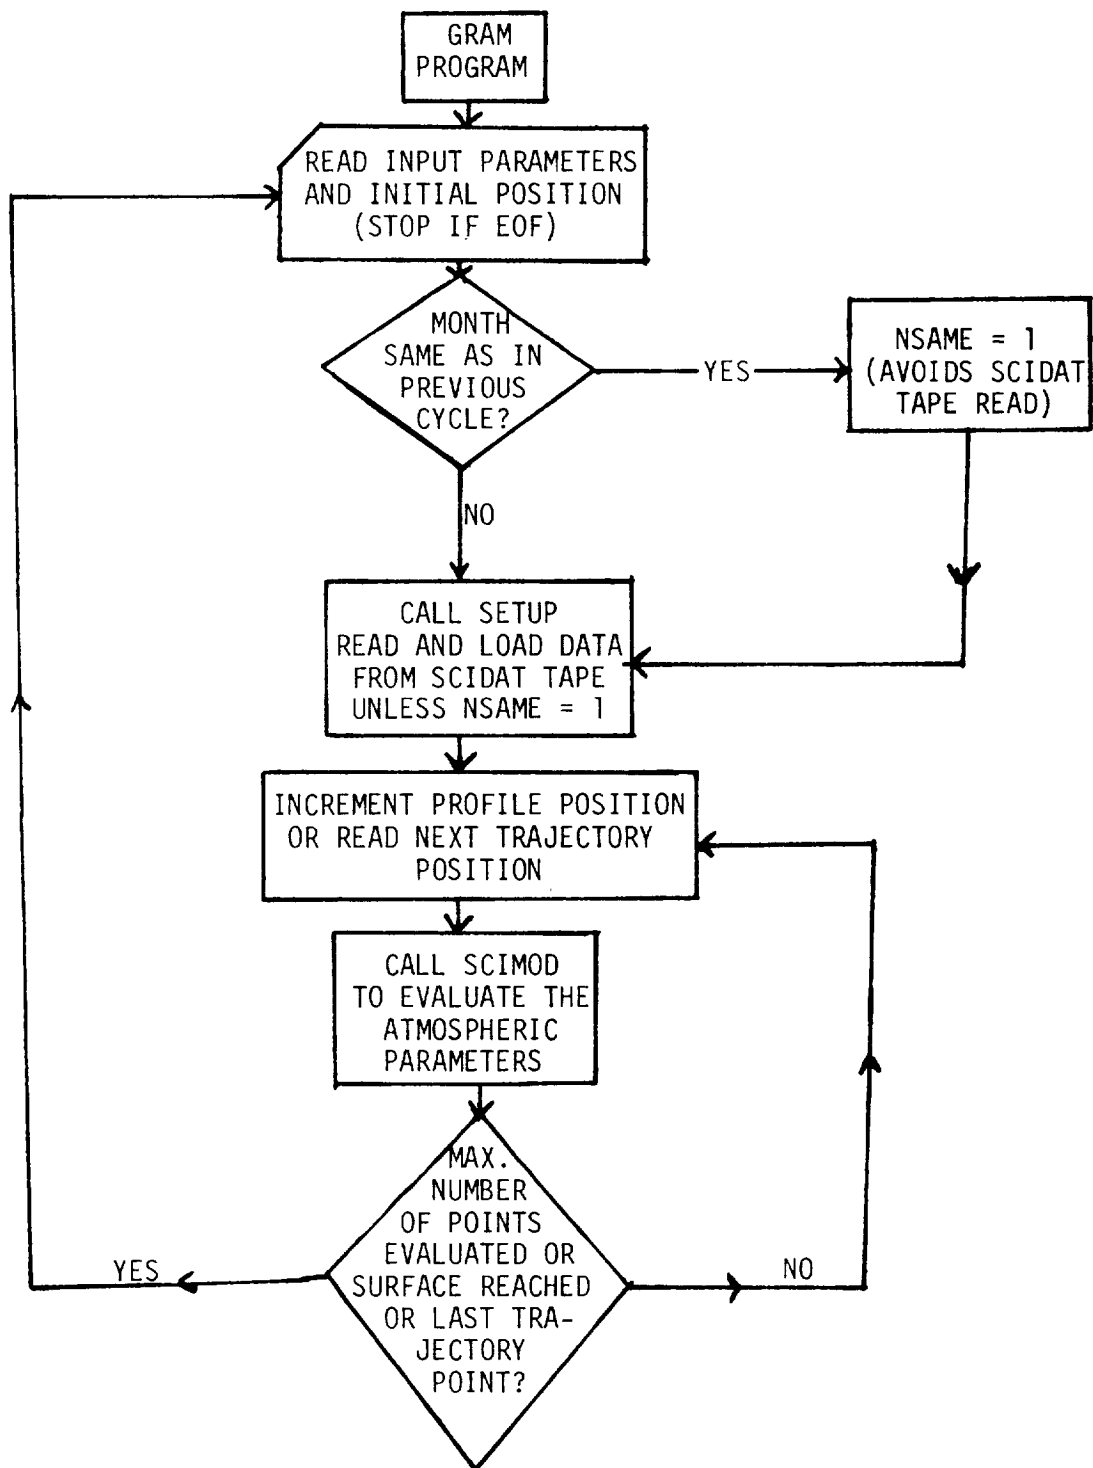 GRAM
PROGRAM
READ INPUT PARAMETERS
AND INITIAL POSITION
(STOP IF EOF)
MONTH
SAME AS IN
PREVIOUS
CYCLE?
YES
NSAME = 1
(AVOIDS SCIDAT
TAPE READ)
NO
CALL SETUP
READ AND LOAD DATA
FROM SCIDAT TAPE
UNLESS NSAME = 1
INCREMENT PROFILE POSITION
OR READ NEXT TRAJECTORY
POSITION
CALL SCIMOD
TO EVALUATE THE
ATMOSPHERIC
PARAMETERS
MAX.
NUMBER
OF POINTS
EVALUATED OR
SURFACE REACHED
OR LAST TRA-
JECTORY
POINT?
YES
NO